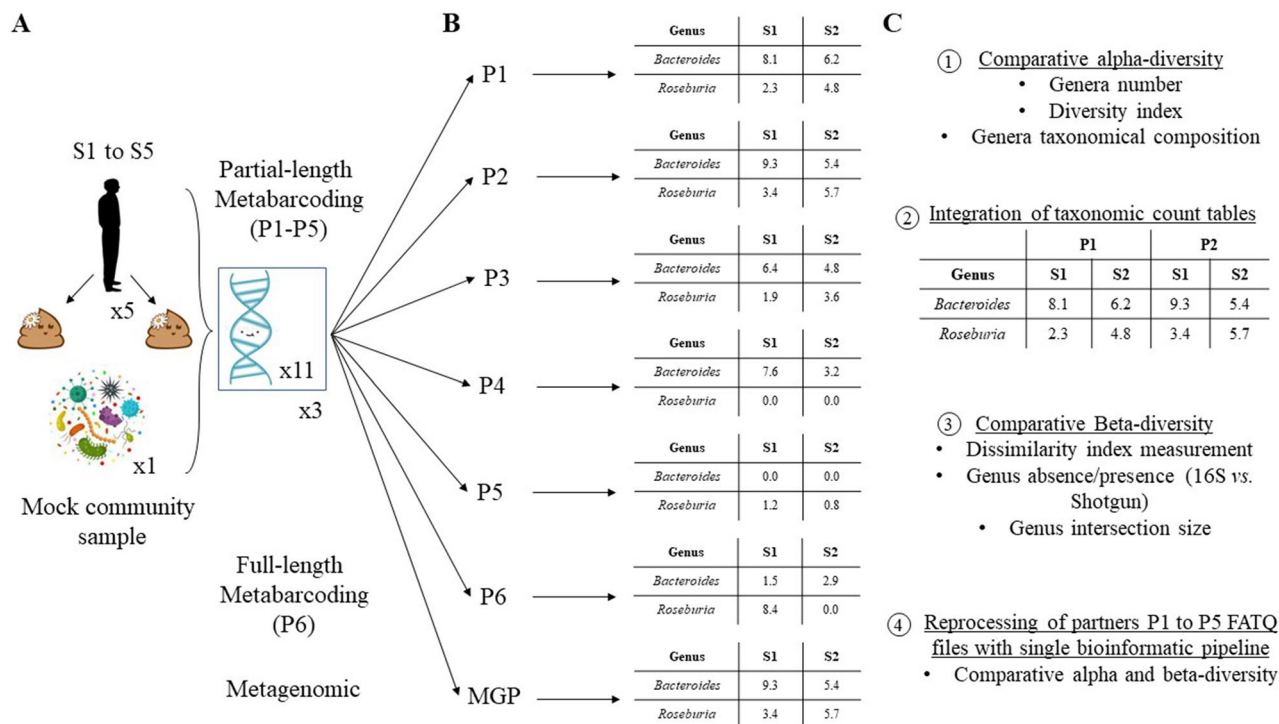 A
S1 to S5
x5
x1
Mock community
sample
Partial-length
Metabarcoding
(P1-P5)
x11
x3
Full-length
Metabarcoding
(P6)
Metagenomic
B
P1
Genus S1 S2
Bacteroides 8.1 6.2
Roseburia 2.3 4.8
P2
Genus S1 S2
Bacteroides 9.3 5.4
Roseburia 3.4 5.7
P3
Genus S1 S2
Bacteroides 6.4 4.8
Roseburia 1.9 3.6
P4
Genus S1 S2
Bacteroides 7.6 3.2
Roseburia 0.0 0.0
P5
Genus S1 S2
Bacteroides 0.0 0.0
Roseburia 1.2 0.8
P6
Genus S1 S2
Bacteroides 1.5 2.9
Roseburia 8.4 0.0
MGP
Genus S1 S2
Bacteroides 9.3 5.4
Roseburia 3.4 5.7
C
1 Comparative alpha-diversity
• Genera number
• Diversity index
• Genera taxonomical composition
2 Integration of taxonomic count tables
P1 P2
Genus S1 S2 S1 S2
Bacteroides 8.1 6.2 9.3 5.4
Roseburia 2.3 4.8 3.4 5.7
3 Comparative Beta-diversity
• Dissimilarity index measurement
• Genus absence/presence (16S vs.
Shotgun)
• Genus intersection size
4 Reprocessing of partners P1 to P5 FATQ
files with single bioinformatic pipeline
• Comparative alpha and beta-diversity